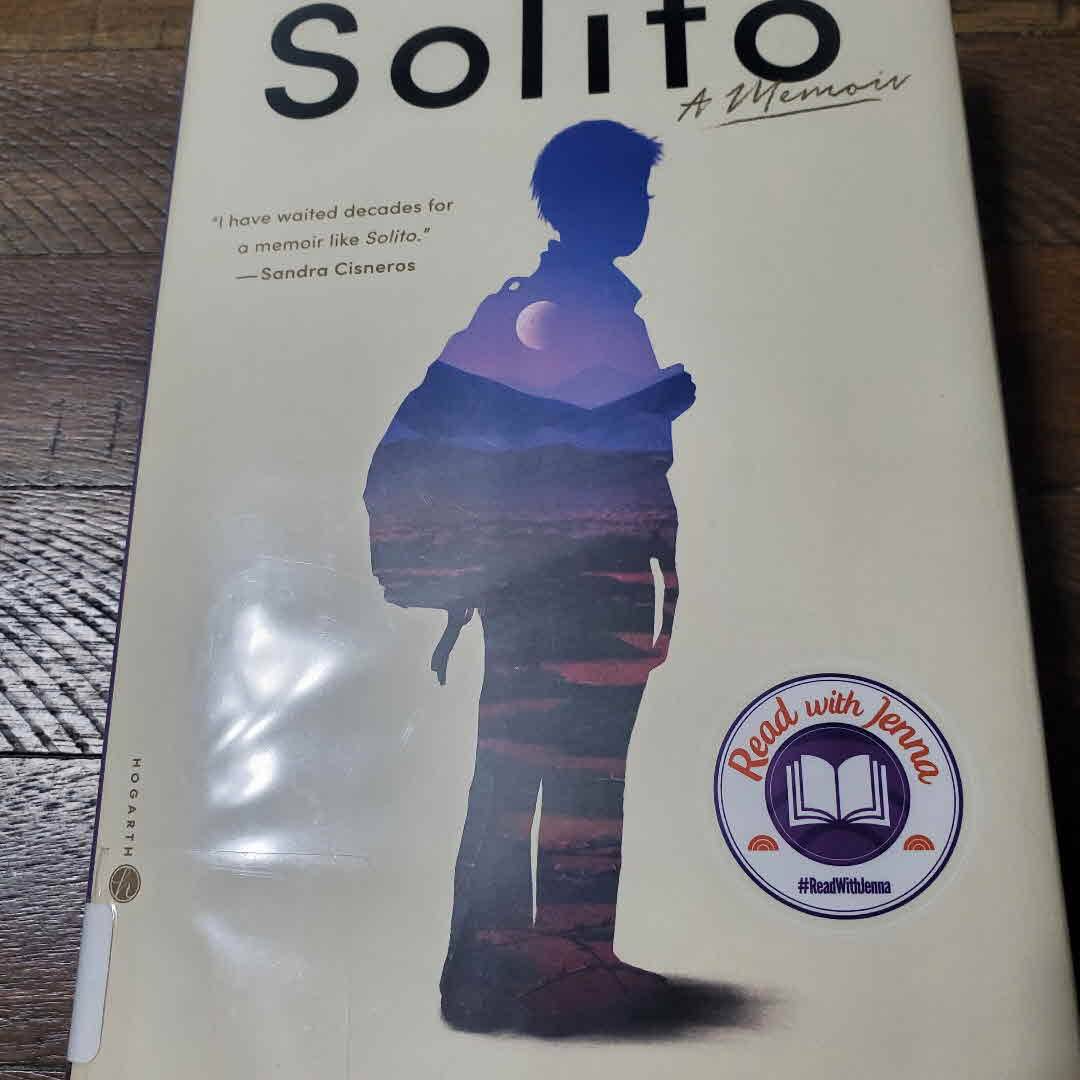 Solito
A Memoir
“I have waited decades for
a memoir like Solito.”
—Sandra Cisneros
HOGARTH
Read with Jenna
#ReadWithJenna